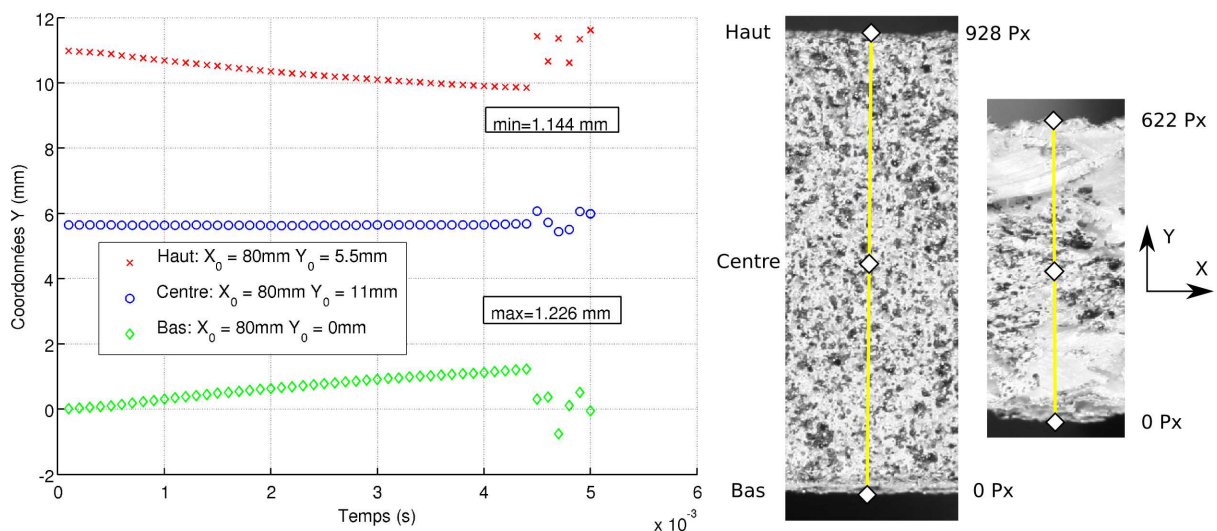 12
10
8
6
4
2
0
-2
Coordonnées Y (mm)
min=1.144 mm
Haut: X0 = 80mm Y0 = 5.5mm
Centre: X0 = 80mm Y0 = 11mm
Bas: X0 = 80mm Y0 = 0mm
max=1.226 mm
0 1 2 3 4 5 6
Temps (s)
x 10-3
Haut
928 Px
Centre
Bas
0 Px
622 Px
Y
X
0 Px